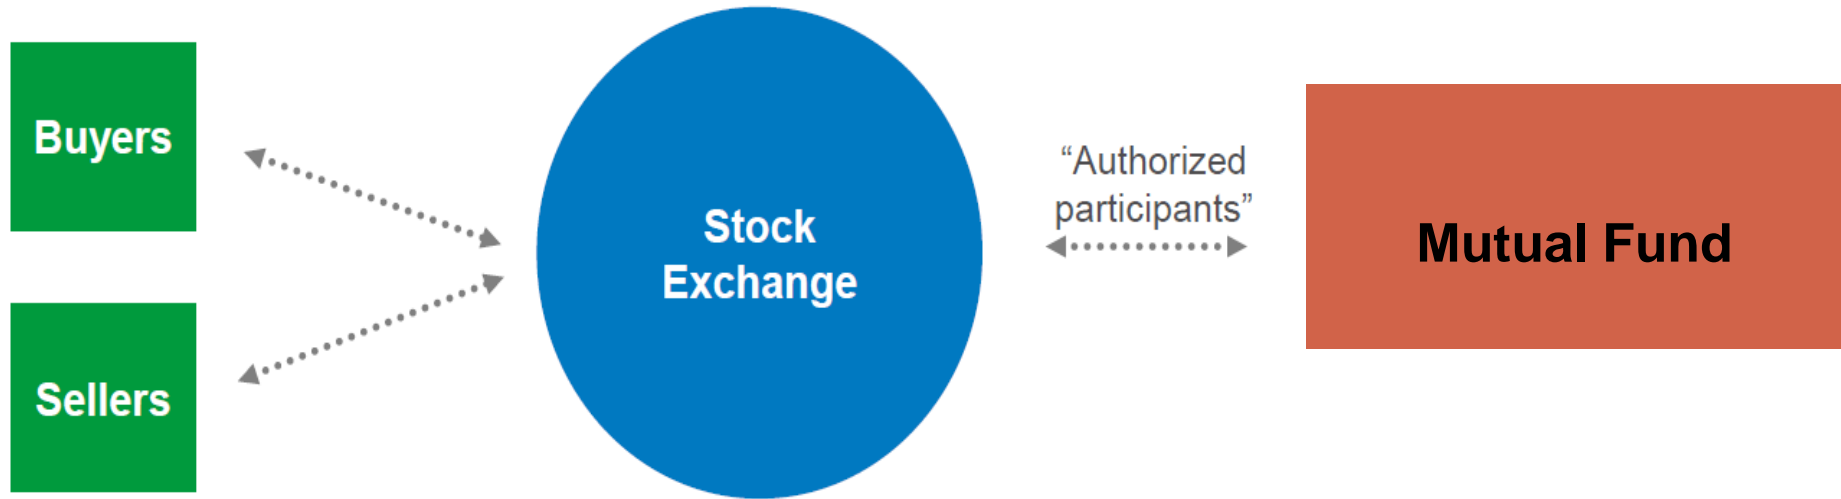 Buyers
Sellers
Stock
Exchange
“Authorized
participants”
Mutual Fund